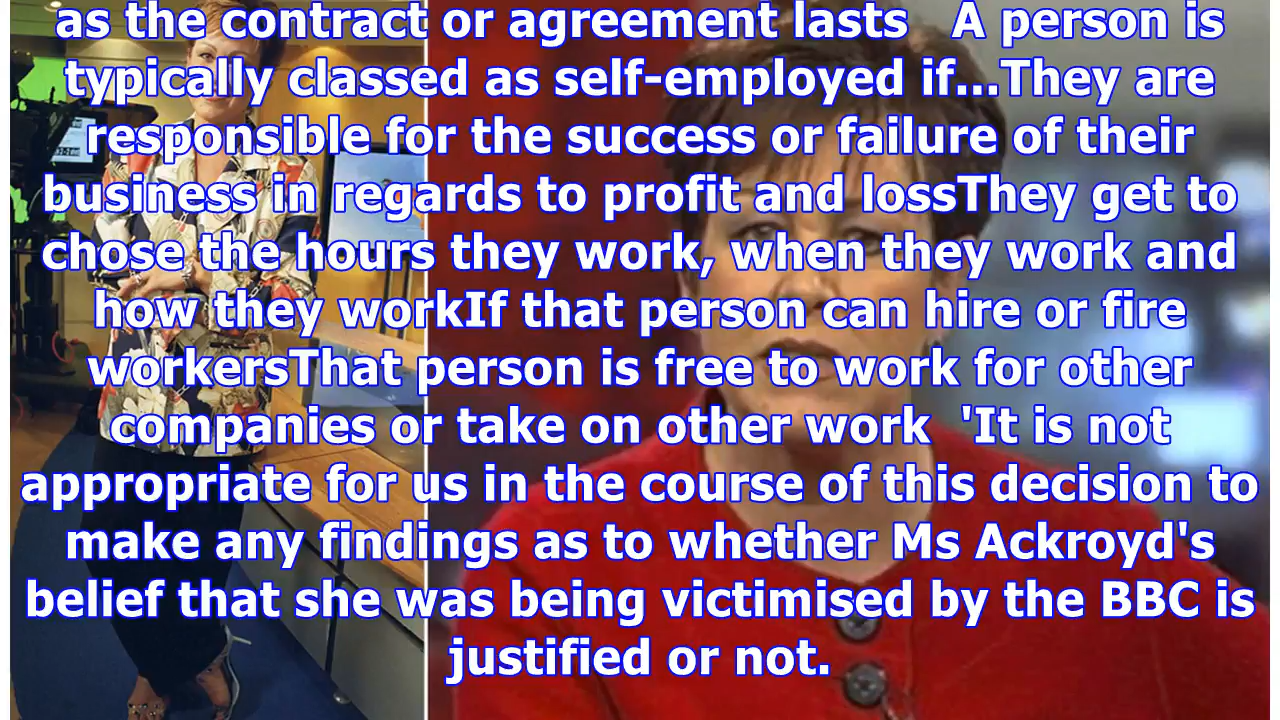 as the contract or agreement lasts   A person is
typically classed as self-employed if...They are
responsible for the success or failure of their
business in regards to profit and lossThey get to
chose the hours they work, when they work and
how they workIf that person can hire or fire
workersThat person is free to work for other
companies or take on other work  'It is not
appropriate for us in the course of this decision to
make any findings as to whether Ms Ackroyd's
belief that she was being victimised by the BBC is
justified or not.